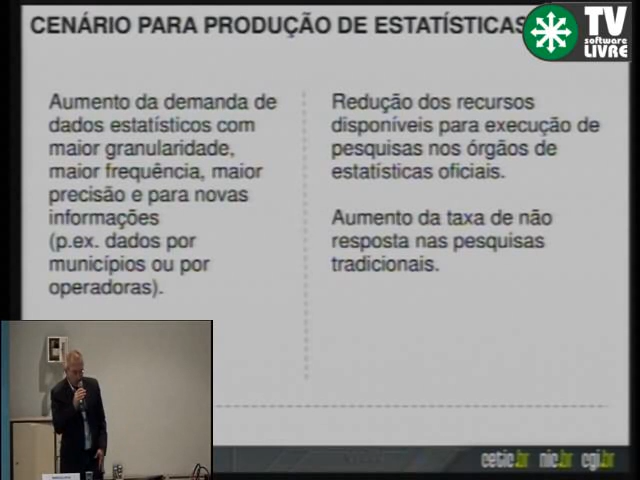 CENÁRIO PARA PRODUÇÃO DE ESTATÍSTICAS
TV
software
LIVRE
Aumento da demanda de
dados estatísticos com
maior granularidade,
maior frequência, maior
precisão e para novas
informações
(p.ex. dados por
municípios ou por
operadoras).
Redução dos recursos
disponíveis para execução de
pesquisas nos órgãos de
estatísticas oficiais.
Aumento da taxa de não
resposta nas pesquisas
tradicionais.
cetic.br nic.br cgi.br